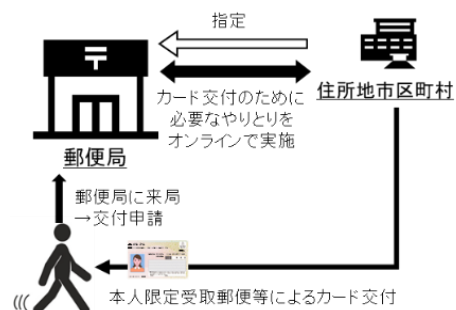 指定
カード交付のために
必要なやりとりを
オンラインで実施
住所地市区町村
郵便局
郵便局に来局
→交付申請
本人限定受取郵便等によるカード交付